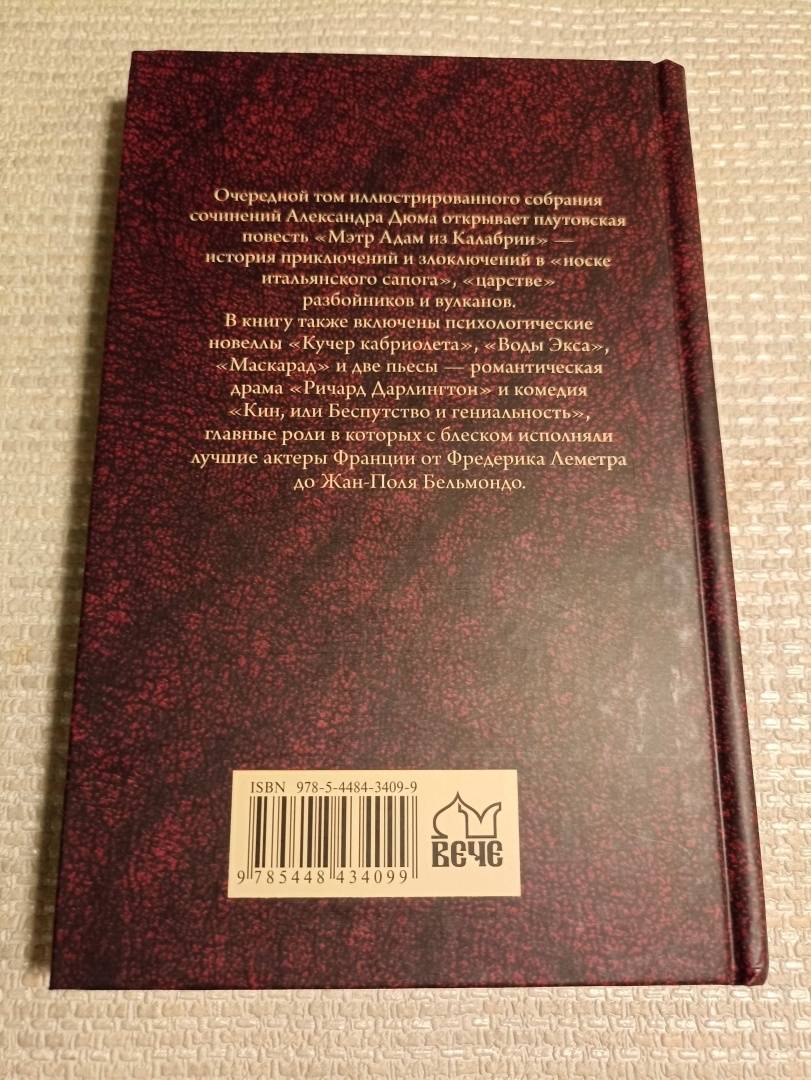 Очередной том иллюстрированного собрания
сочинений Александра Дюма открывает плутовская
повесть «Мэтр Адам из Калабрии» —
история приключений и злоключений в «носке
итальянского сапога», «царстве»
разбойников и вулканов.
В книгу также включены психологические
новеллы «Кучер кабриолета», «Воды Экса»,
«Маскарад» и две пьесы — романтическая
драма «Ричард Дарлингтон» и комедия
«Кин, или Беспутство и гениальность»,
главные роли в которых с блеском исполняли
лучшие актеры Франции от Фредерика Леметра
до Жан-Поля Бельмондо.
ISBN 978-5-4484-3409-9
9 785448 434099
ВЕЧЕ